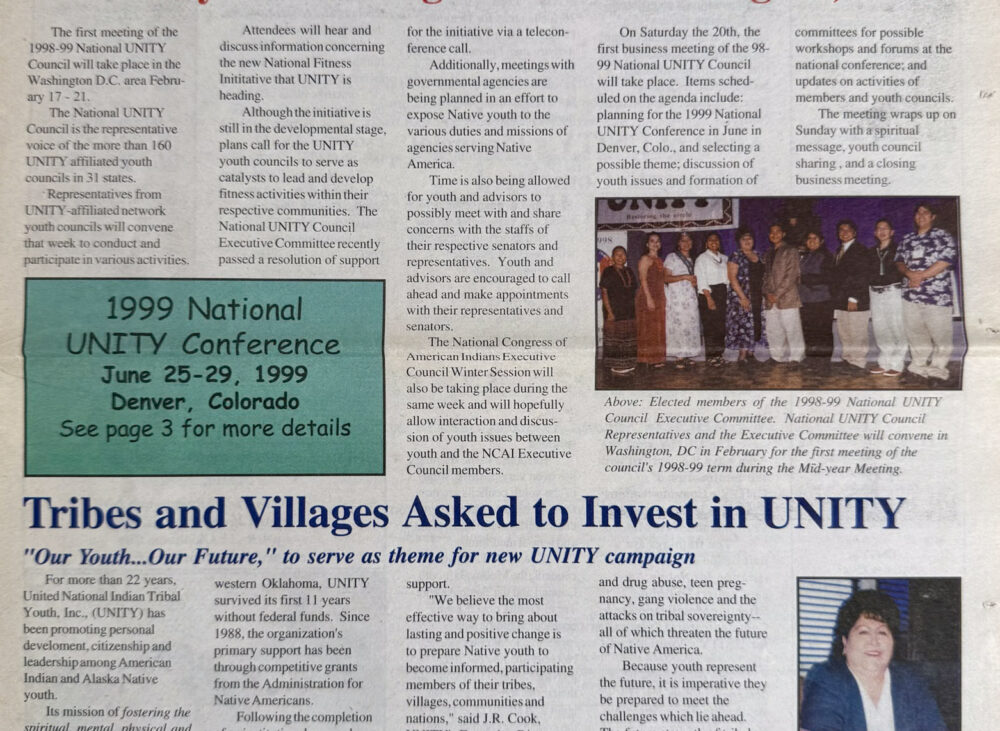 The first meeting of the
1998-99 National UNITY
Council will take place in the
Washington D.C. area Febru-
ary 17 - 21.
The National UNITY
Council is the representative
voice of the more than 160
UNITY affiliated youth
councils in 31 states.
Representatives from
UNITY-affiliated network
youth councils will convene
that week to conduct and
participate in various activities.
Attendees will hear and
discuss information concerning
the new National Fitness
Inititative that UNITY is
heading.
Although the initiative is
still in the developmental stage,
plans call for the UNITY
youth councils to serve as
catalysts to lead and develop
fitness activities within their
respective communities. The
National UNITY Council
Executive Committee recently
passed a resolution of support
for the initiative via a telecon-
ference call.
Additionally, meetings with
governmental agencies are
being planned in an effort to
expose Native youth to the
various duties and missions of
agencies serving Native
America.
Time is also being allowed
for youth and advisors to
possibly meet with and share
concerns with the staffs of
their respective senators and
representatives. Youth and
advisors are encouraged to call
ahead and make appointments
with their representatives and
senators.
The National Congress of
American Indians Executive
Council Winter Session will
also be taking place during the
same week and will hopefully
allow interaction and discus-
sion of youth issues between
youth and the NCAI Executive
Council members.
On Saturday the 20th, the
first business meeting of the 98-
99 National UNITY Council
will take place. Items sched-
uled on the agenda include:
planning for the 1999 National
UNITY Conference in June in
Denver, Colo., and selecting a
possible theme; discussion of
youth issues and formation of
committees for possible
workshops and forums at the
national conference; and
updates on activities of
members and youth councils.
The meeting wraps up on
Sunday with a spiritual
message, youth council
sharing , and a closing
business meeting.
1999 National
UNITY Conference
June 25-29, 1999
Denver, Colorado
See page 3 for more details
UNITY
Above: Elected members of the 1998-99 National UNITY
Council Executive Committee. National UNITY Council
Representatives and the Executive Committee will convene in
Washington, DC in February for the first meeting of the
council's 1998-99 term during the Mid-year Meeting.
Tribes and Villages Asked to Invest in UNITY
"Our Youth...Our Future," to serve as theme for new UNITY campaign
For more than 22 years,
United National Indian Tribal
Youth, Inc., (UNITY) has
been promoting personal
develoment, citizenship and
leadership among American
Indian and Alaska Native
youth.
Its mission of fostering the
spiritual, mental, physical and
western Oklahoma, UNITY
survived its first 11 years
without federal funds. Since
1988, the organization's
primary support has been
through competitive grants
from the Administration for
Native Americans.
Following the completion
support.
"We believe the most
effective way to bring about
lasting and positive change is
to prepare Native youth to
become informed, participating
members of their tribes,
villages, communities and
nations," said J.R. Cook,
and drug abuse, teen preg-
nancy, gang violence and the
attacks on tribal sovereignty--
all of which threaten the future
of Native America.
Because youth represent
the future, it is imperative they
be prepared to meet the
challenges which lie ahead.